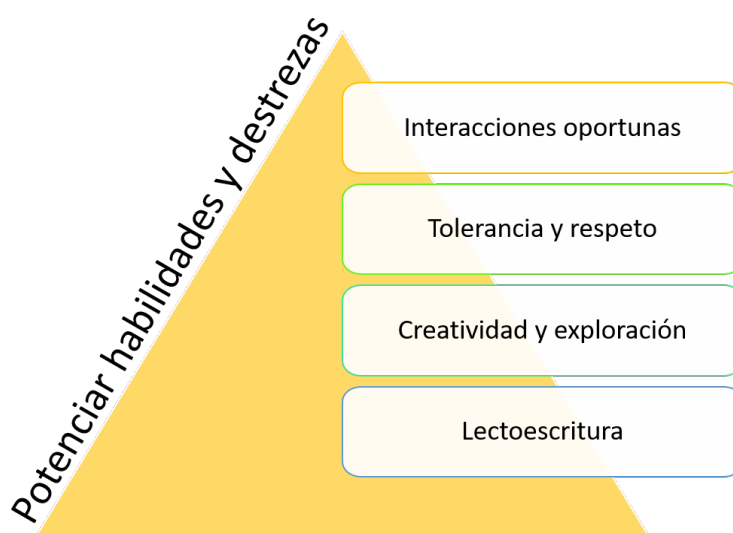 Potenciar habilidades y destrezas
Interacciones oportunas
Tolerancia y respeto
Creatividad y exploración
Lectoescritura